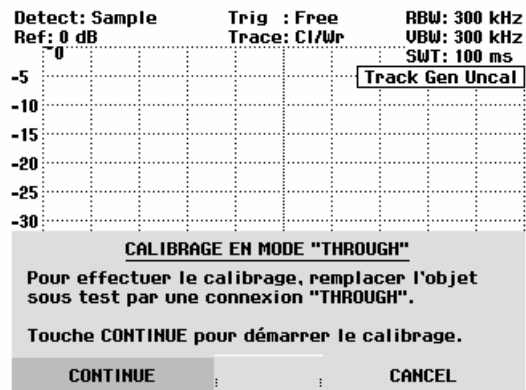 Detect: Sample Trig : Free RBW: 300 kHz
Ref: 0 dB Trace: Cl/Wr VBW: 300 kHz
0 SWT: 100 ms
-5 Track Gen Uncal
-10
-15
-20
-25
-30
CALIBRAGE EN MODE "THROUGH"
Pour effectuer le calibrage, remplacer l'objet
sous test par une connexion "THROUGH".
Touche CONTINUE pour démarrer le calibrage.
CONTINUE CANCEL